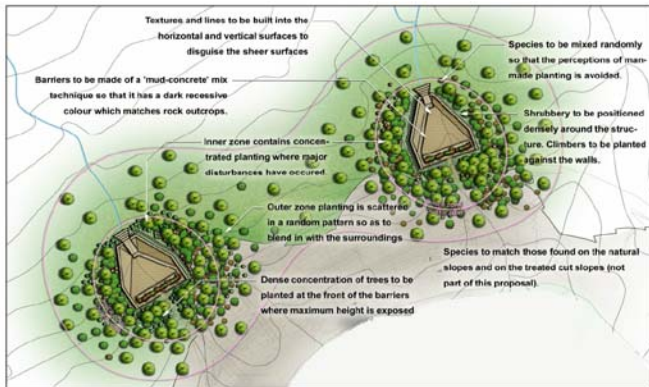 Textures and lines to be built into the
horizontal and vertical surfaces to
disguise the sheer surfaces
Species to be mixed randomly
so that the perceptions of man-
made planting is avoided.
Barriers to be made of a 'mud-concrete' mix
technique so that it has a dark recessive
colour which matches rock outcrops.
Shrubbery to be positioned
densely around the struc-
ture. Climbers to be planted
against the walls.
Inner zone contains concen-
trated planting where major
disturbances have occured.
Outer zone planting is scattered
in a random pattern so as to
blend in with the surroundings
Species to match those found on the natural
slopes and on the treated cut slopes (not
part of this proposal).
Dense concentration of trees to be
planted at the front of the barriers
where maximum height is exposed